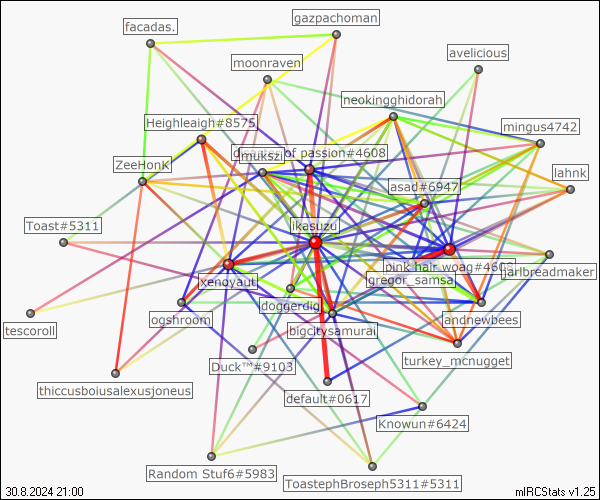 gazpachoman
facadas.
avelicious
moonraven
neokingghidorah
Heighleaigh#8575
mingus4742
of passion#4608
mukszi
ZeeHonK
lahnk
asad#6947
Toast#5311
ikasuzu
pink hair woag#460
garlbreadmaker
gregor_samsa
xenoyaut
doggerdig
andnewbees
ogshroom
bigcitysamurai
tescoroll
turkey_mcnugget
Duck™#9103
thiccusboiusalexusjoneus
default#0617
Knowun#6424
Random Stuf6#5983
ToastephBroseph5311#5311
30.8.2024 21:00
mIRCStats v1.25